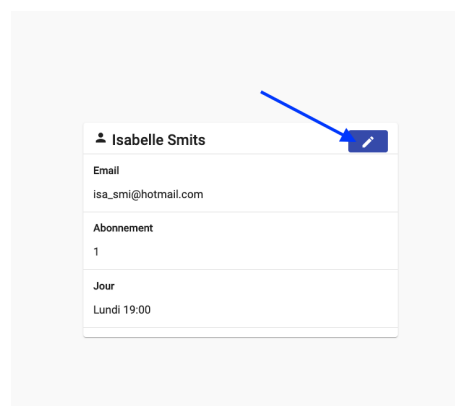 Isabelle Smits
Email
isa_smi@hotmail.com
Abonnement
1
Jour
Lundi 19:00